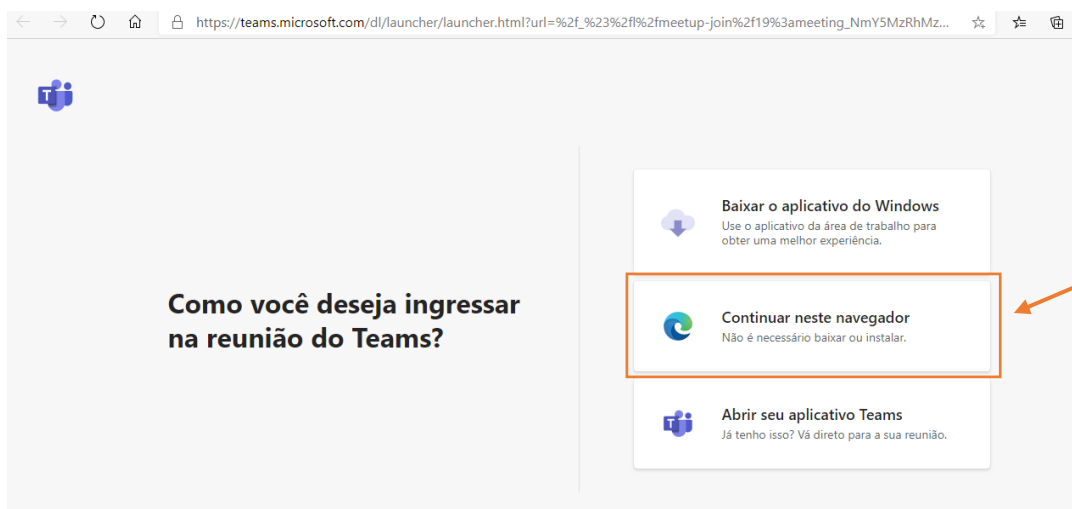 https://teams.microsoft.com/dl/launcher/launcher.html?url=%2f_%23%2fl%2fmeetup-join%2f19%3ameeting_NmY5MzRhMz...
Baixar o aplicativo do Windows
Use o aplicativo da área de trabalho para
obter uma melhor experiência.
Como você deseja ingressar
na reunião do Teams?
Continuar neste navegador
Não é necessário baixar ou instalar.
Abrir seu aplicativo Teams
Já tenho isso? Vá direto para a sua reunião.